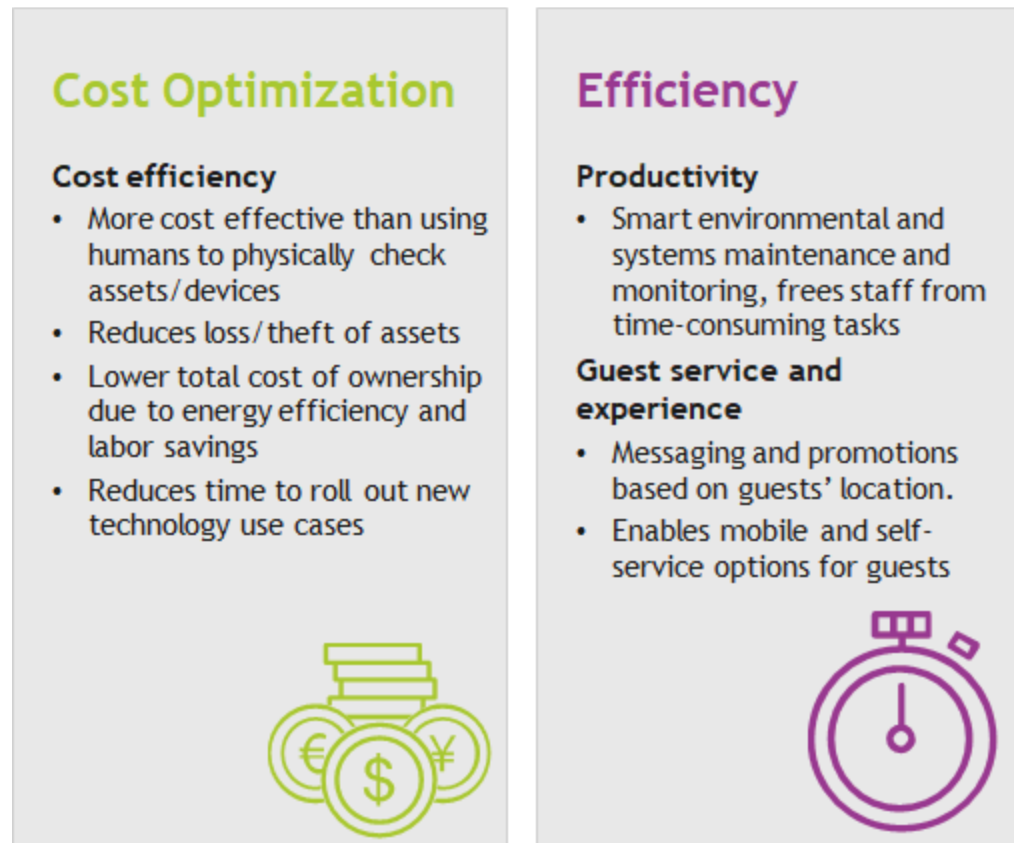 Cost Optimization
Cost efficiency
• More cost effective than using
humans to physically check
assets/devices
• Reduces loss/theft of assets
• Lower total cost of ownership
due to energy efficiency and
labor savings
• Reduces time to roll out new
technology use cases
€
$
¥
Efficiency
Productivity
• Smart environmental and
systems maintenance and
monitoring, frees staff from
time-consuming tasks
Guest service and
experience
• Messaging and promotions
based on guests’ location.
• Enables mobile and self-
service options for guests